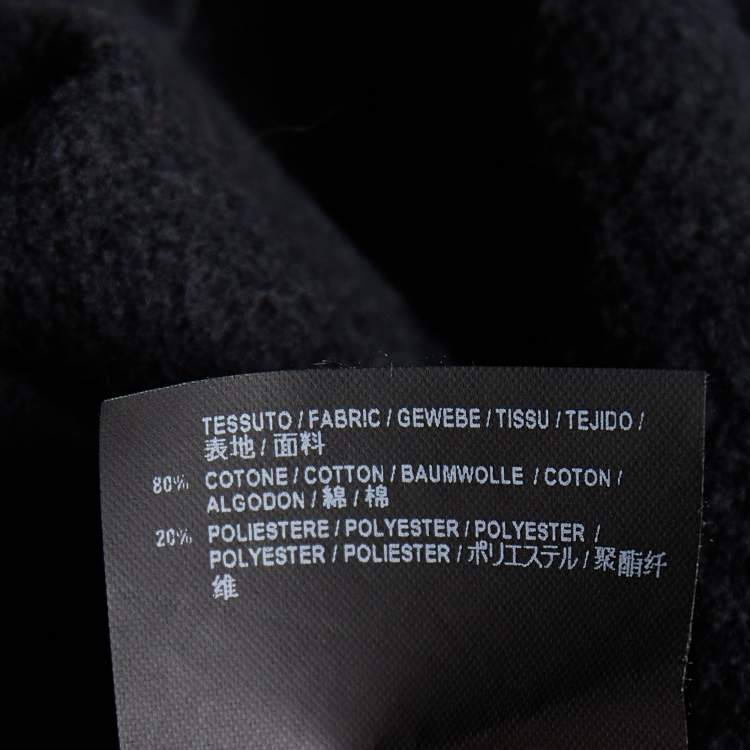 TESSUTO / FABRIC / GEWEBE / TISSU / TEJIDO /
表地 / 面料
80% COTONE / COTTON / BAUMWOLLE / COTON /
ALGODON / 綿 / 棉
20% POLIESTERE / POLYESTER / POLYESTER /
POLYESTER / POLIESTER / ポリエステル / 聚酯纤
维